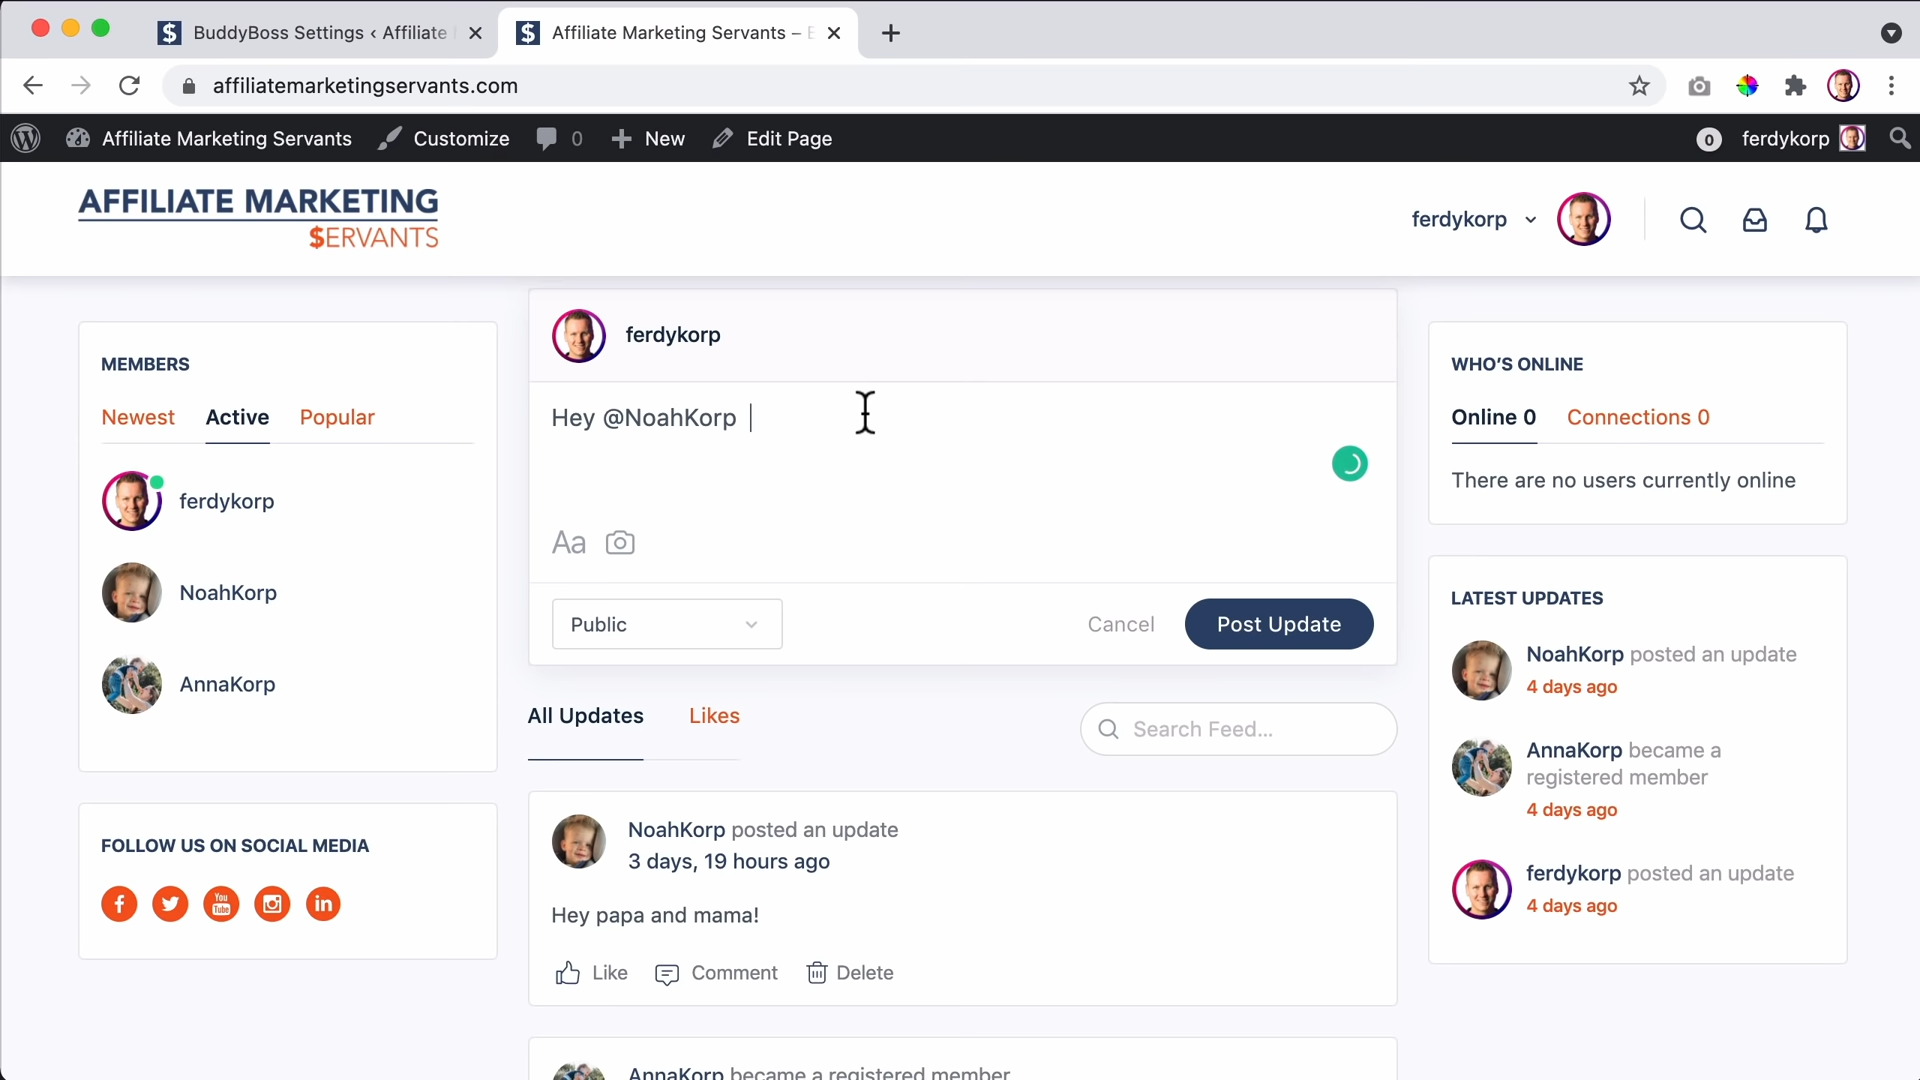 BuddyBoss Settings ‹ Affiliate
Affiliate Marketing Servants –
affiliatemarketingservants.com
Affiliate Marketing Servants
Customize
0
New
Edit Page
0
ferdykorp
AFFILIATE MARKETING
$ERVANTS
ferdykorp
MEMBERS
Newest
Active
Popular
ferdykorp
NoahKorp
AnnaKorp
FOLLOW US ON SOCIAL MEDIA
You
Tube
in
ferdykorp
Hey @NoahKorp
Aa
Public
Cancel
Post Update
All Updates
Likes
Search Feed...
NoahKorp posted an update
3 days, 19 hours ago
Hey papa and mama!
Like
Comment
Delete
AnnaKorp became a registered member
WHO'S ONLINE
Online 0
Connections 0
There are no users currently online
LATEST UPDATES
NoahKorp posted an update
4 days ago
AnnaKorp became a
registered member
4 days ago
ferdykorp posted an update
4 days ago